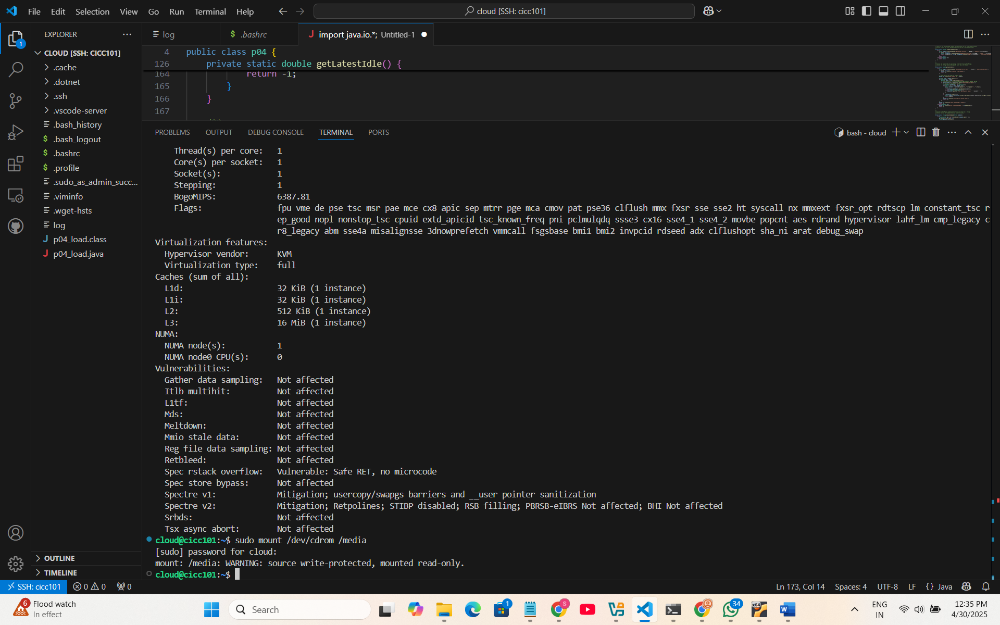 File Edit Selection View Go Run Terminal Help
cloud [SSH: cicc101]
EXPLORER
CLOUD [SSH: CICC101]
.cache
.dotnet
.ssh
.vscode-server
.bash_history
.bash_logout
.bashrc
.profile
.sudo_as_admin_succ...
.viminfo
.wget-hsts
log
p04_load.class
p04_load.java
OUTLINE
TIMELINE
1
log
.bashrc
import java.io.*; Untitled-1
4 public class p04 {
126 private static double getLatestIdle() {
164 return -1;
165 }
166 }
167
PROBLEMS OUTPUT DEBUG CONSOLE TERMINAL PORTS
bash - cloud
Thread(s) per core: 1
Core(s) per socket: 1
Socket(s): 1
Stepping: 1
BogoMIPS: 6387.81
Flags: fpu vme de pse tsc msr pae mce cx8 apic sep mtrr pge mca cmov pat pse36 clflush mmx fxsr sse sse2 ht syscall nx mmxext fxsr_opt rdtscp lm constant_tsc r
ep_good nopl nonstop_tsc cpuid extd_apicid tsc_known_freq pni pclmulqdq ssse3 cx16 sse4_1 sse4_2 movbe popcnt aes rdrand hypervisor lahf_lm cmp_legacy c
r8_legacy abm sse4a misalignsse 3dnowprefetch vmmcall fsgsbase bmi1 bmi2 invpcid rdseed adx clflushopt sha_ni arat debug_swap
Virtualization features:
Hypervisor vendor: KVM
Virtualization type: full
Caches (sum of all):
L1d: 32 KiB (1 instance)
L1i: 32 KiB (1 instance)
L2: 512 KiB (1 instance)
L3: 16 MiB (1 instance)
NUMA:
NUMA node(s): 1
NUMA node0 CPU(s): 0
Vulnerabilities:
Gather data sampling: Not affected
Itlb multihit: Not affected
L1tf: Not affected
Mds: Not affected
Meltdown: Not affected
Mmio stale data: Not affected
Reg file data sampling: Not affected
Retbleed: Not affected
Spec rstack overflow: Vulnerable: Safe RET, no microcode
Spec store bypass: Not affected
Spectre v1: Mitigation; usercopy/swapgs barriers and __user pointer sanitization
Spectre v2: Mitigation; Retpolines; STIBP disabled; RSB filling; PBRSB-eIBRS Not affected; BHI Not affected
Srbds: Not affected
Tsx async abort: Not affected
cloud@cicc101:~$ sudo mount /dev/cdrom /media
[sudo] password for cloud:
mount: /media: WARNING: source write-protected, mounted read-only.
cloud@cicc101:~$
SSH: cicc101 0 0 0
Ln 173, Col 14 Spaces: 4 UTF-8 LF {} Java
6 Flood watch
In effect
Search
1
S
34
x64
ENG
IN
12:35 PM
4/30/2025